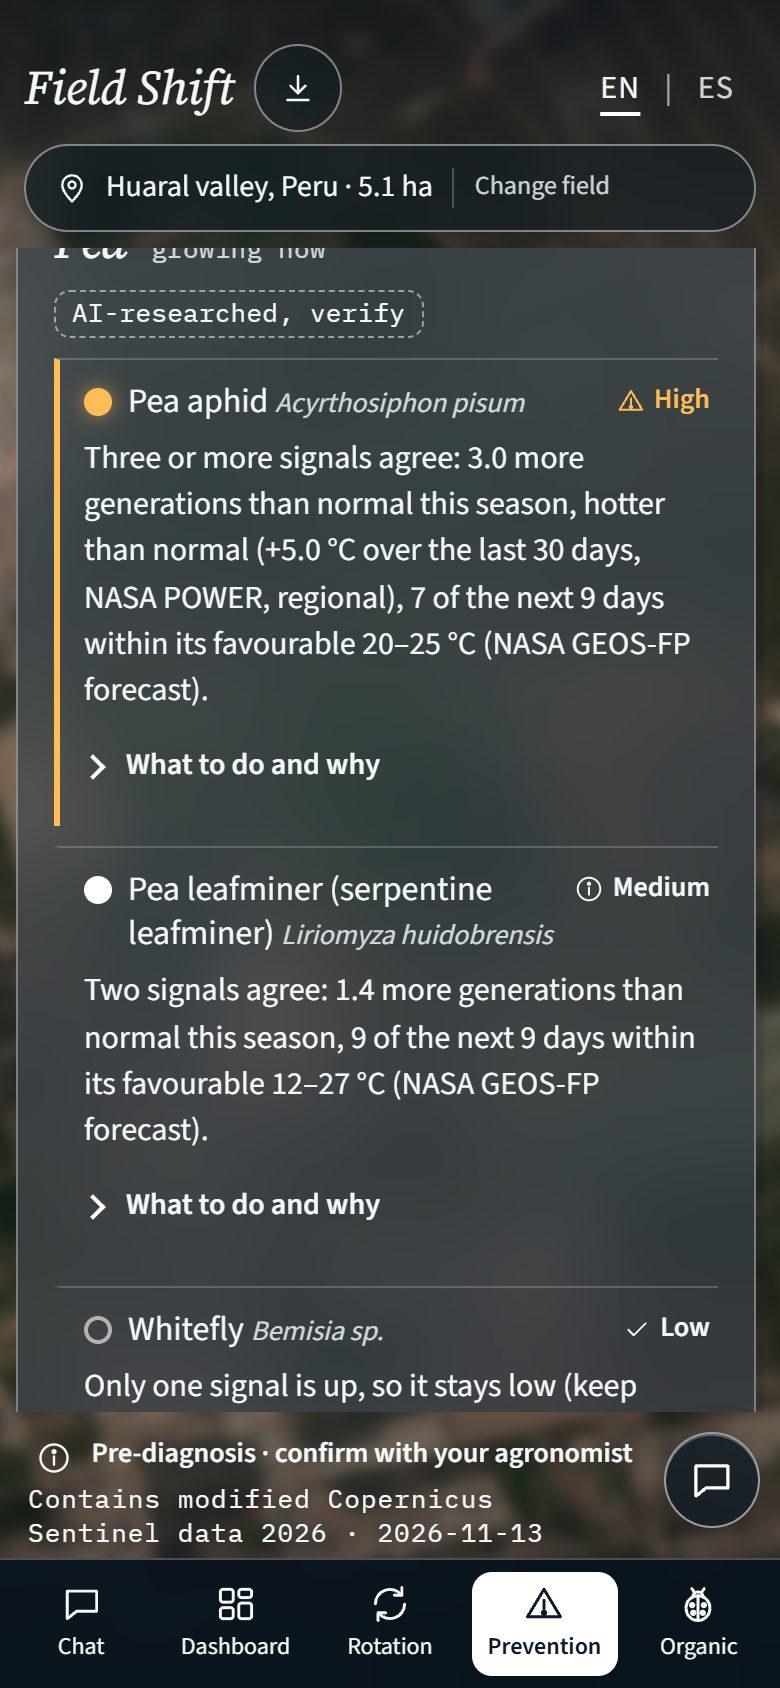 Field Shift
EN | ES
Huaral valley, Peru · 5.1 ha | Change field
Pea growing now
AI-researched, verify
Pea aphid Acyrthosiphon pisum High
Three or more signals agree: 3.0 more
generations than normal this season, hotter
than normal (+5.0 °C over the last 30 days,
NASA POWER, regional), 7 of the next 9 days
within its favourable 20–25 °C (NASA GEOS-FP
forecast).
What to do and why
Pea leafminer (serpentine Medium
leafminer) Liriomyza huidobrensis
Two signals agree: 1.4 more generations than
normal this season, 9 of the next 9 days within
its favourable 12–27 °C (NASA GEOS-FP
forecast).
What to do and why
Whitefly Bemisia sp. Low
Only one signal is up, so it stays low (keep
Pre-diagnosis · confirm with your agronomist
Contains modified Copernicus
Sentinel data 2026 · 2026-11-13
Chat Dashboard Rotation Prevention Organic